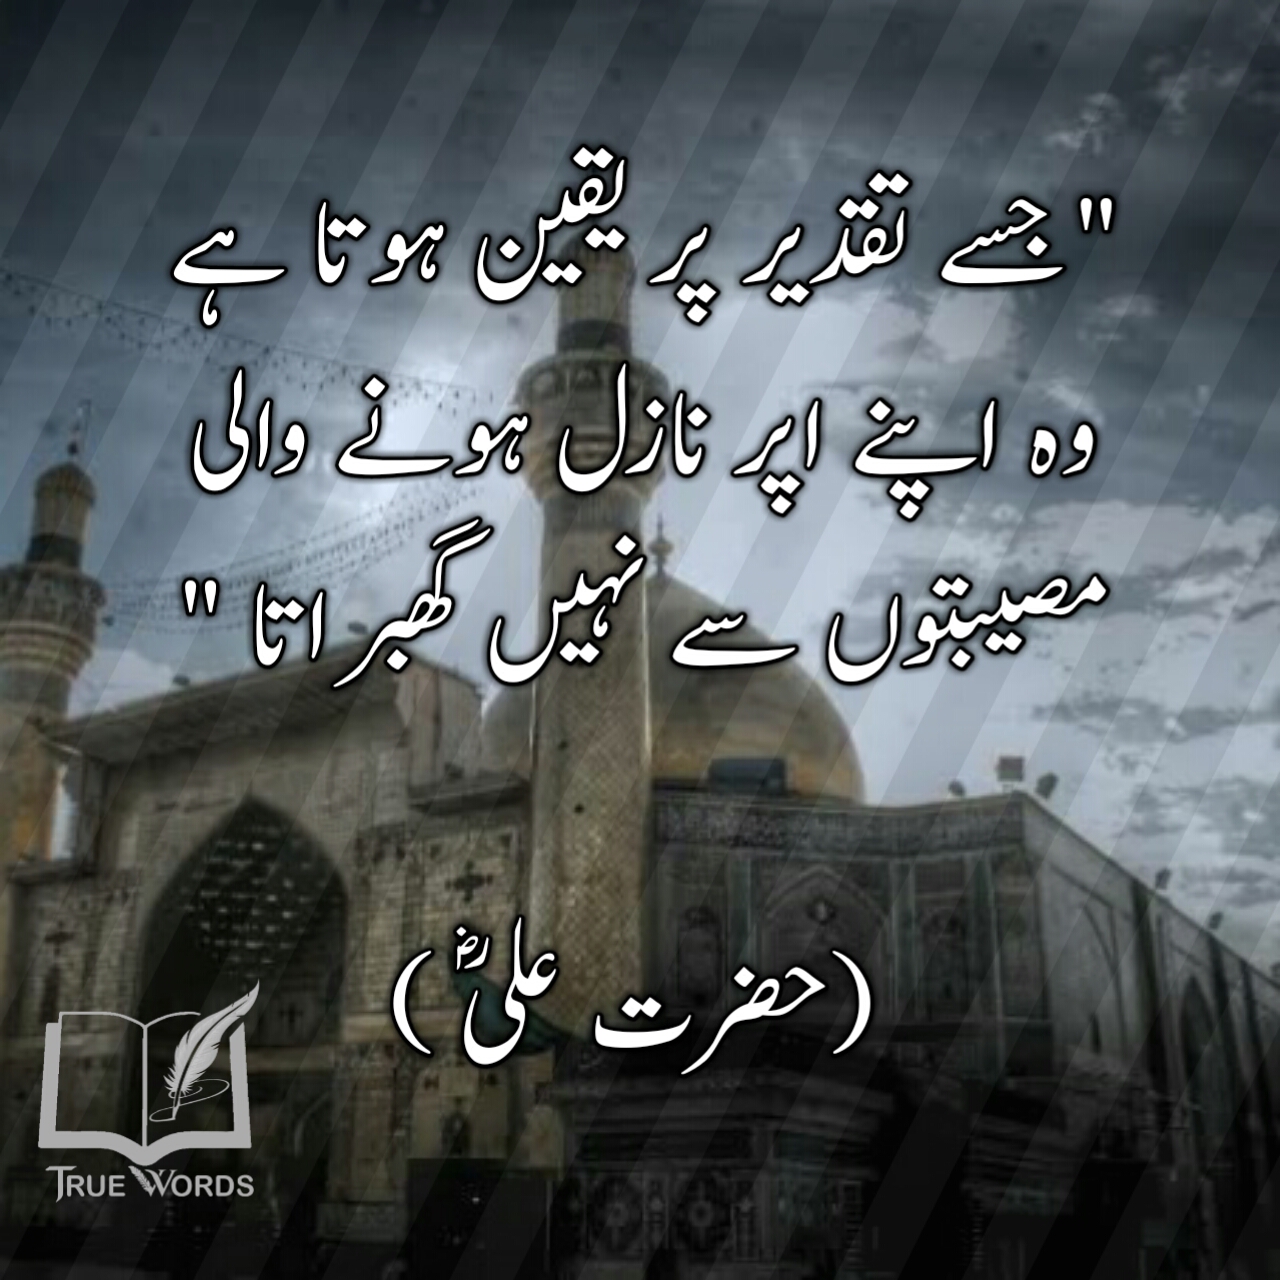 " جسے تقدیر پر یقین ہوتا ہے
وہ اپنے اپر نازل ہونے والی
مصیبتوں سے نہیں گھبراتا "
(حضرت علیؓ)
TRUE WORDS